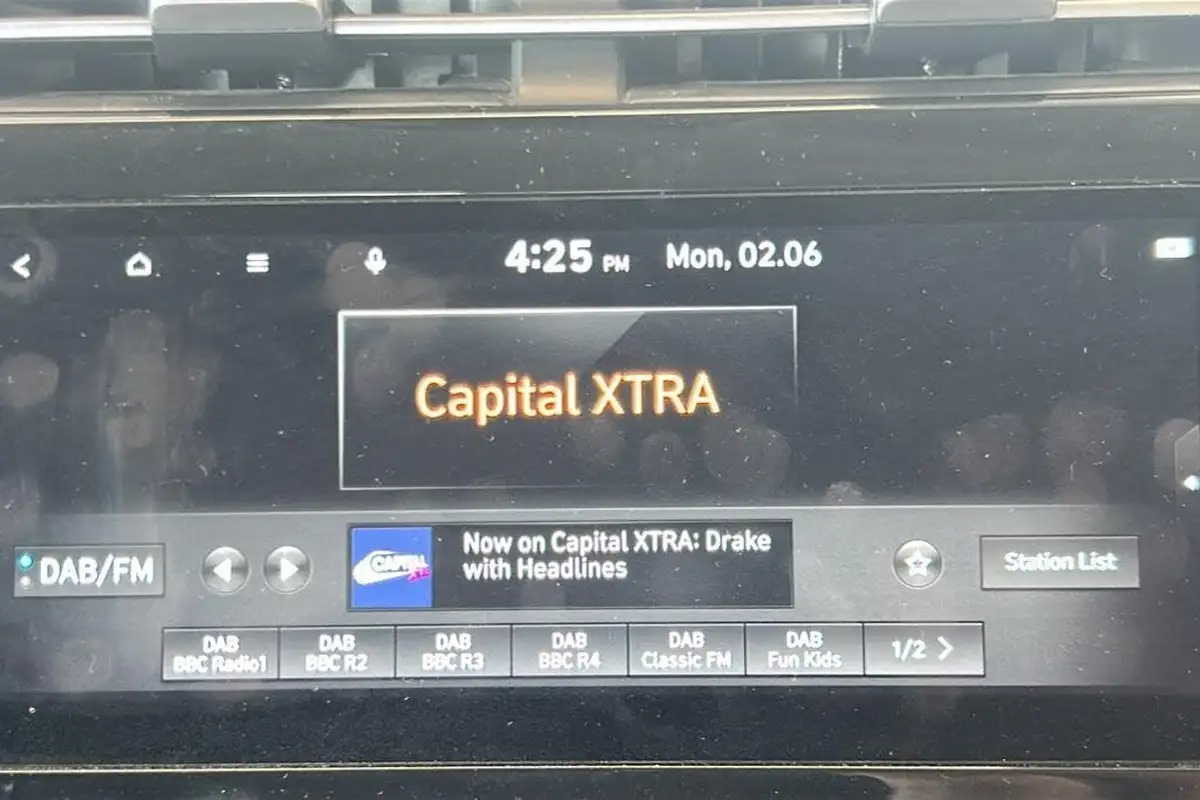 4:25 PM Mon, 02.06
Capital XTRA
DAB/FM
CAPITAL
Now on Capital XTRA: Drake
with Headlines
Station List
DAB
BBC Radio1
DAB
BBC R2
DAB
BBC R3
DAB
BBC R4
DAB
Classic FM
DAB
Fun Kids
1/2